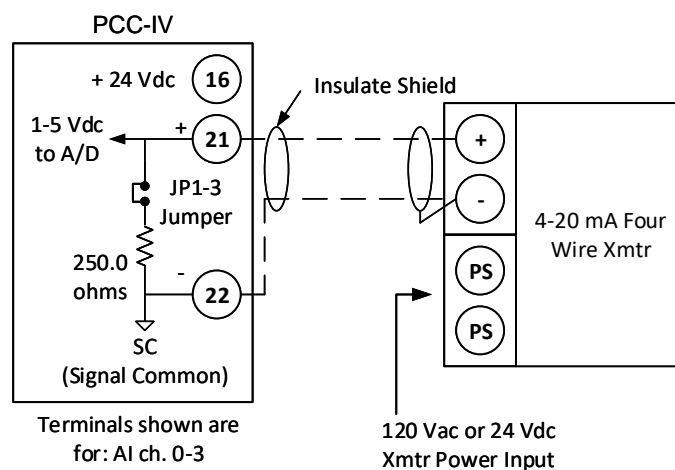 PCC-IV
+ 24 Vdc
16
Insulate Shield
1-5 Vdc
to A/D
+
21
JP1-3
Jumper
250.0
ohms
-
22
SC
(Signal Common)
Terminals shown are
for: AI ch. 0-3
+
-
4-20 mA Four
Wire Xmtr
PS
PS
120 Vac or 24 Vdc
Xmtr Power Input